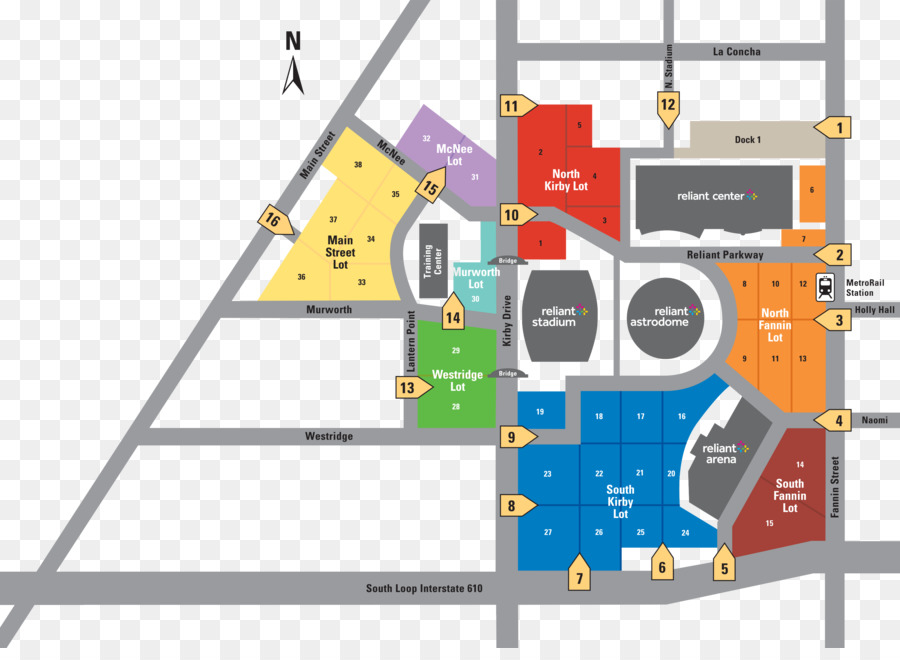 N
La Concha
N. Stadium
11
12
1
5
Dock 1
32
McNee
Lot
31
Main Street
McNee
38
2
4
North
Kirby Lot
35
15
reliant center
6
16
37
10
3
34
7
Main
Street
Lot
Training
Center
1
Reliant Parkway
2
Bridge
36
33
Murworth
Lot
30
8
10
12
MetroRail
Station
Murworth
14
Lantern Point
Kirby Drive
reliant
stadium
reliant
astrodome
North
Fannin
Lot
3
Holly Hall
29
9
11
13
Westridge
Lot
Bridge
13
28
19
18
17
16
4
Naomi
Westridge
9
reliant
arena
Fannin Street
23
22
21
20
14
South
Kirby
Lot
South
Fannin
Lot
8
15
27
26
25
24
7
6
5
South Loop Interstate 610